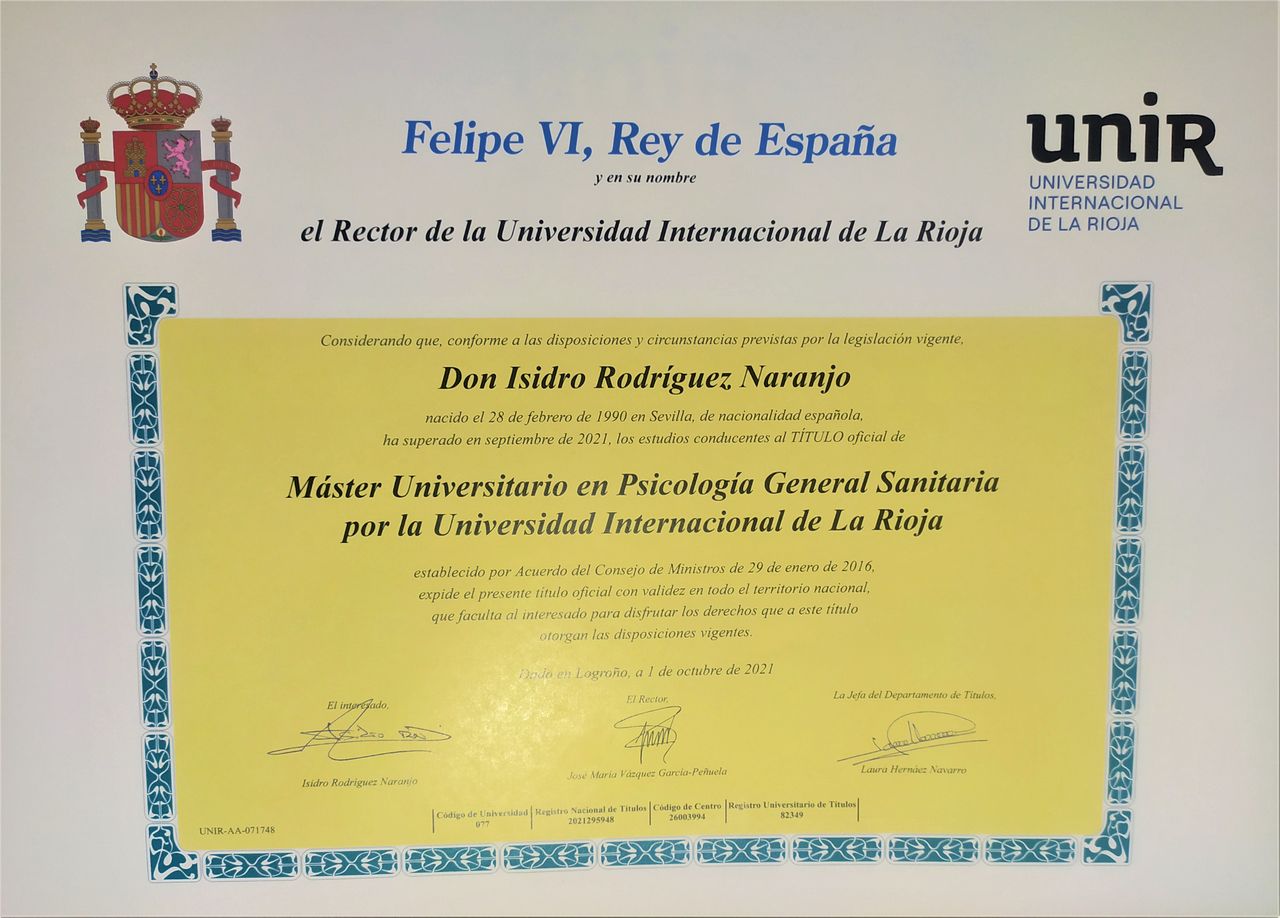 Felipe VI, Rey de España
y en su nombre
el Rector de la Universidad Internacional de La Rioja
unir
UNIVERSIDAD
INTERNACIONAL
DE LA RIOJA
Considerando que, conforme a las disposiciones y circunstancias previstas por la legislación vigente,
Don Isidro Rodríguez Naranjo
nacido el 28 de febrero de 1990 en Sevilla, de nacionalidad española,
ha superado en septiembre de 2021, los estudios conducentes al TÍTULO oficial de
Máster Universitario en Psicología General Sanitaria
por la Universidad Internacional de La Rioja
establecido por Acuerdo del Consejo de Ministros de 29 de enero de 2016,
expide el presente título oficial con validez en todo el territorio nacional,
que faculta al interesado para disfrutar los derechos que a este título
otorgan las disposiciones vigentes.
Dado en Logroño, a 1 de octubre de 2021
El interesado,
Isidro Rodríguez Naranjo
El Rector,
José María Vázquez García-Peñuela
La Jefa del Departamento de Títulos,
Laura Hernáez Navarro
UNIR-AA-071748
Código de Universidad
077
Registro Nacional de Títulos
2021295948
Código de Centro
26003994
Registro Universitario de Títulos
82349